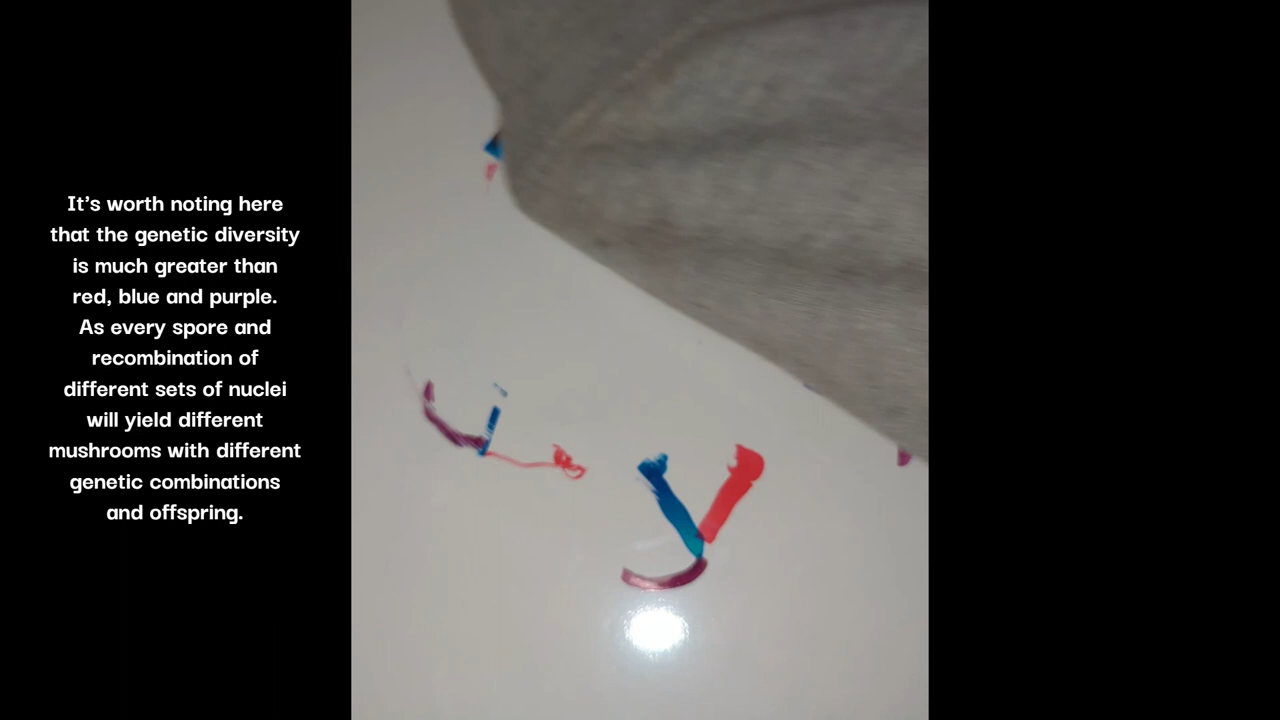 It's worth noting here
that the genetic diversity
is much greater than
red, blue and purple.
As every spore and
recombination of
different sets of nuclei
will yield different
mushrooms with different
genetic combinations
and offspring.